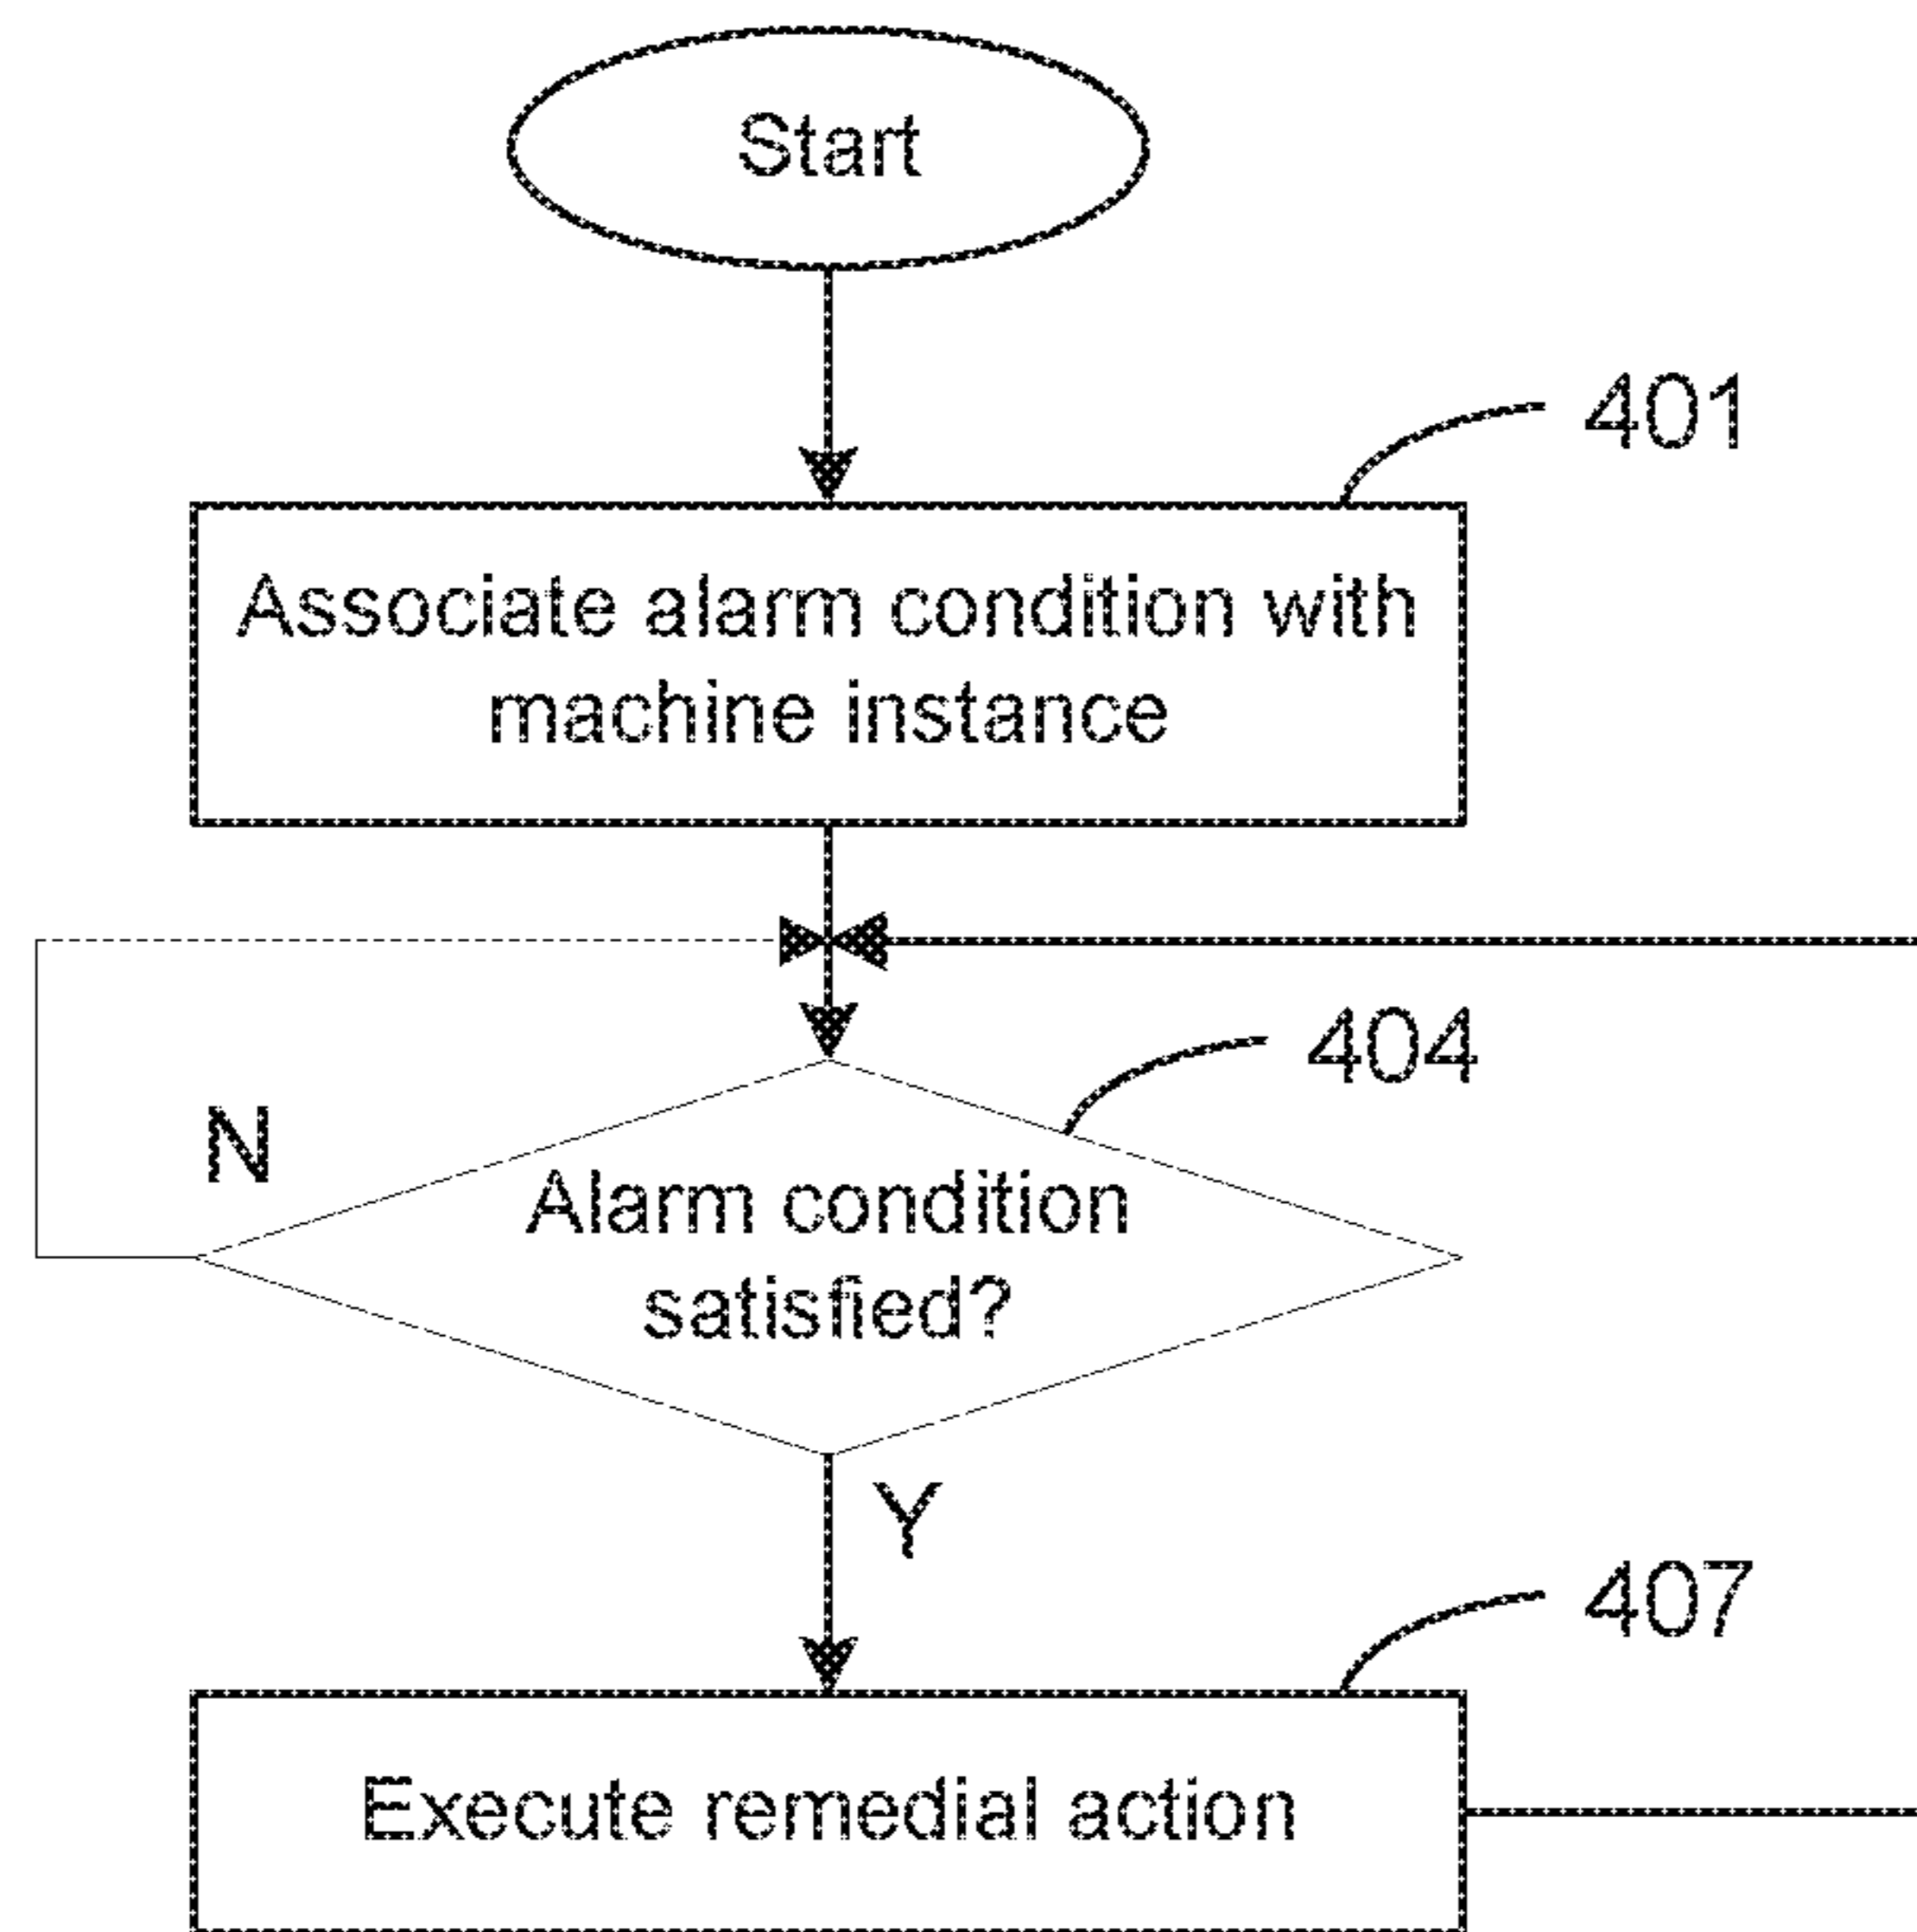 Start
401
Associate alarm condition with
machine instance
404
N
Alarm condition
satisfied?
Y
407
Execute remedial action